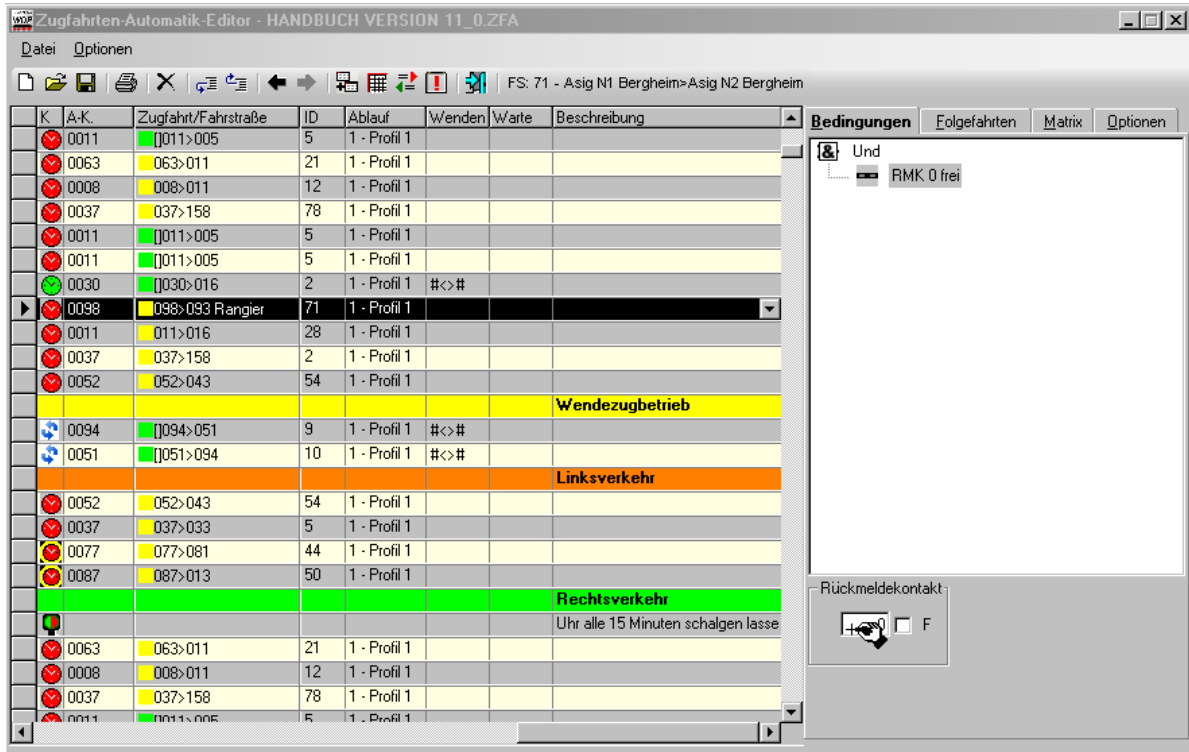 Zugfahrten-Automatik-Editor - HANDBUCH VERSION 11_0.ZFA
Datei Optionen
FS: 71 - Asig N1 Bergheim>Asig N2 Bergheim
K A-K. Zugfahrt/Fahrstraße ID Ablauf Wenden Warte Beschreibung
0011 []011>005 5 1 - Profil 1
0063 063>011 21 1 - Profil 1
0008 008>011 12 1 - Profil 1
0037 037>158 78 1 - Profil 1
0011 []011>005 5 1 - Profil 1
0011 []011>005 5 1 - Profil 1
0030 []030>016 2 1 - Profil 1 #<>#
0098 098>093 Rangier 71 1 - Profil 1
0011 011>016 28 1 - Profil 1
0037 037>158 2 1 - Profil 1
0052 052>043 54 1 - Profil 1
Wendezugbetrieb
0094 []094>051 9 1 - Profil 1 #<>#
0051 []051>094 10 1 - Profil 1 #<>#
Linksverkehr
0052 052>043 54 1 - Profil 1
0037 037>033 5 1 - Profil 1
0077 077>081 44 1 - Profil 1
0087 087>013 50 1 - Profil 1
Rechtsverkehr
Uhr alle 15 Minuten schalgen lasse
0063 063>011 21 1 - Profil 1
0008 008>011 12 1 - Profil 1
0037 037>158 78 1 - Profil 1
0011 []011>005 5 1 - Profil 1
Bedingungen Folgefahrten Matrix Optionen
& Und
RMK 0 frei
Rückmeldekontakt
F